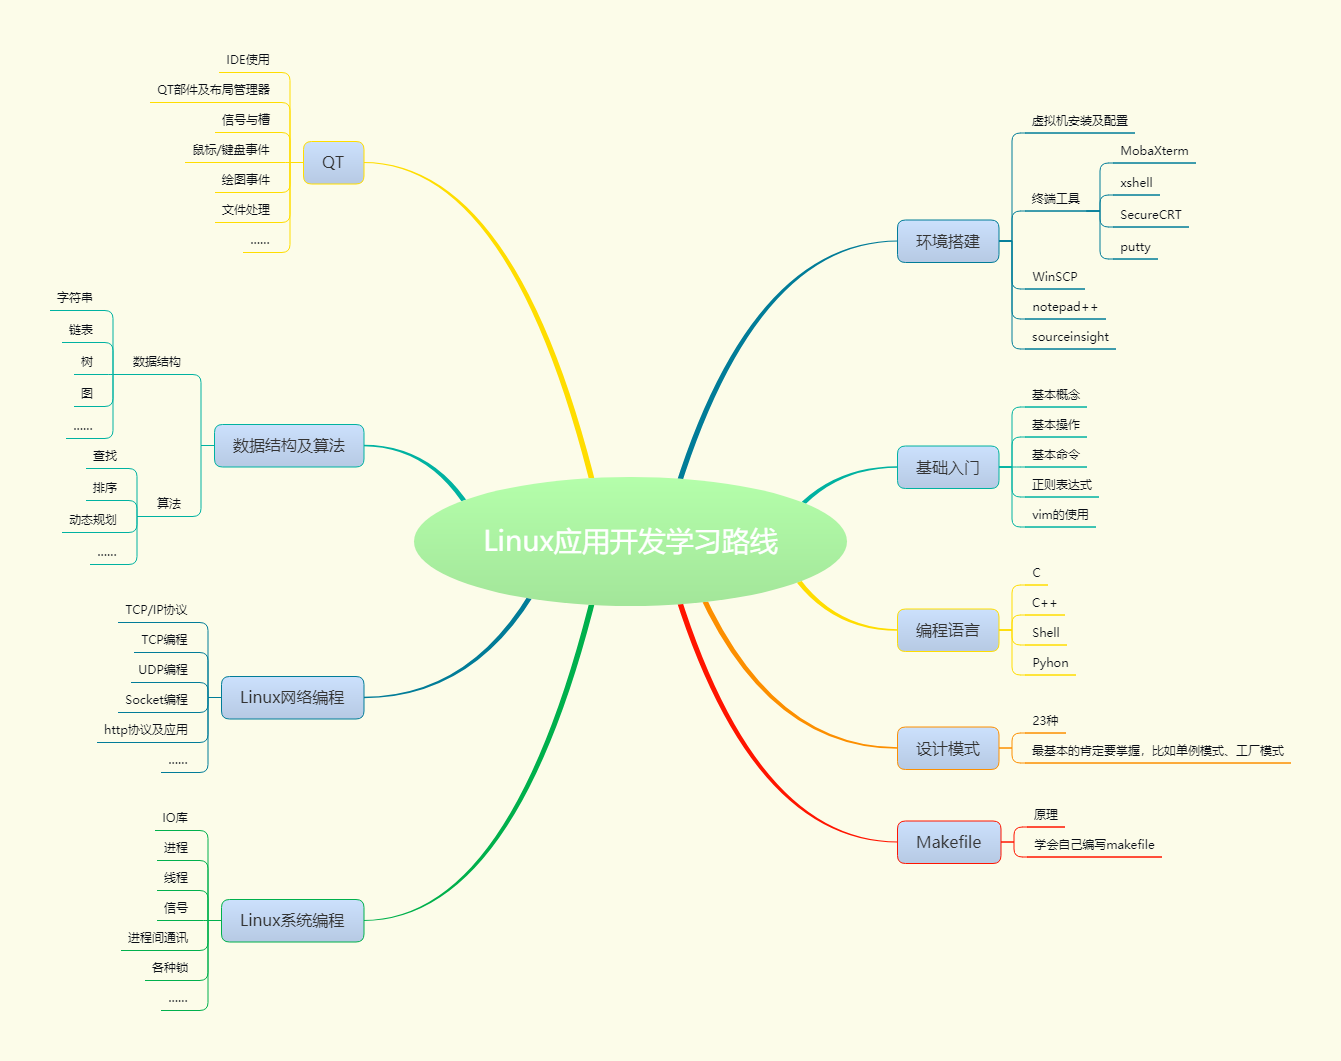 Linux应用开发学习路线
环境搭建
虚拟机安装及配置
终端工具
MobaXterm
xshell
SecureCRT
putty
WinSCP
notepad++
sourceinsight
基础入门
基本概念
基本操作
基本命令
正则表达式
vim的使用
编程语言
C
C++
Shell
Pyhon
设计模式
23种
最基本的肯定要掌握，比如单例模式、工厂模式
Makefile
原理
学会自己编写makefile
QT
IDE使用
QT部件及布局管理器
信号与槽
鼠标/键盘事件
绘图事件
文件处理
......
数据结构及算法
数据结构
字符串
链表
树
图
......
算法
查找
排序
动态规划
......
Linux网络编程
TCP/IP协议
TCP编程
UDP编程
Socket编程
http协议及应用
......
Linux系统编程
IO库
进程
线程
信号
进程间通讯
各种锁
......